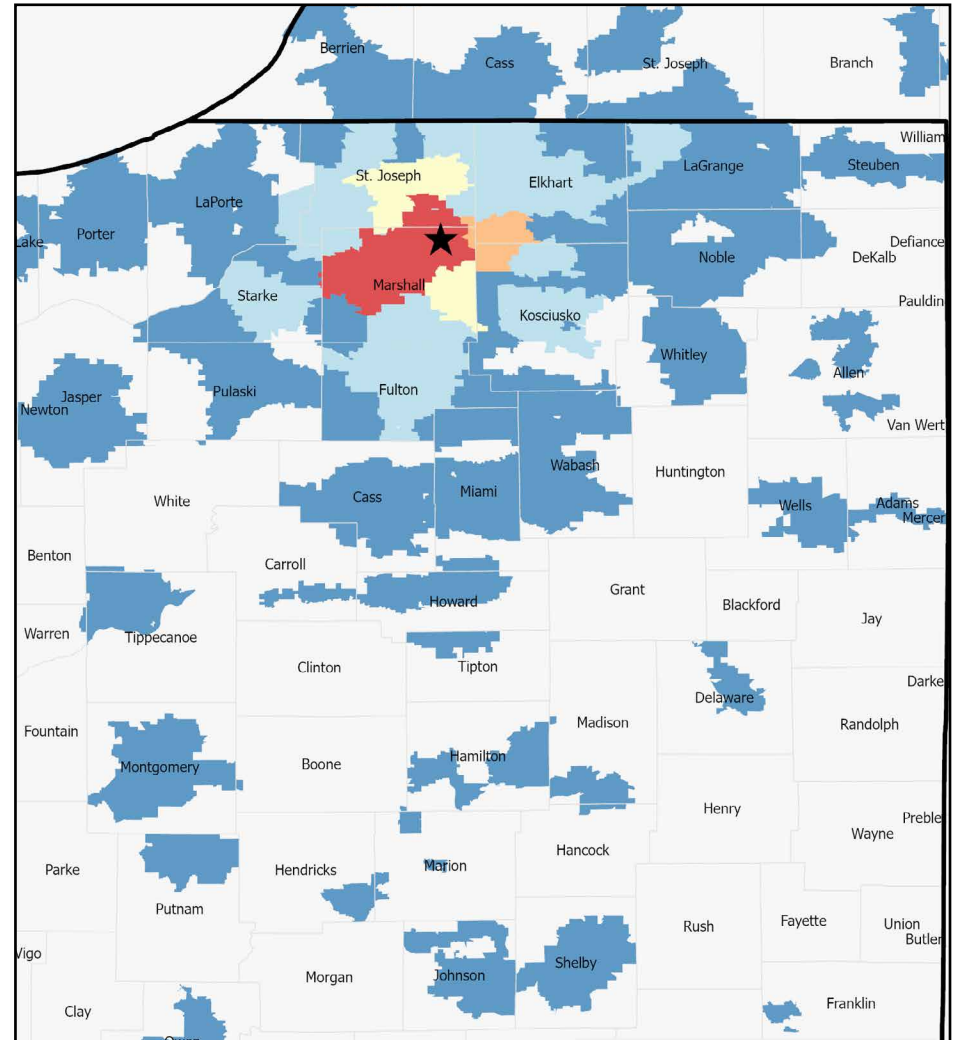 Berrien
Cass
St. Joseph
Branch
William
St. Joseph
Elkhart
LaGrange
Steuben
LaPorte
Lake
Porter
Defiance
Noble
DeKalb
Marshall
Starke
Kosciusko
Pauldin
Whitley
Allen
Fulton
Pulaski
Jasper
Newton
Van Wert
Wabash
Huntington
Cass
Miami
White
Wells
Adams
Mercer
Benton
Carroll
Grant
Howard
Blackford
Jay
Warren
Tippecanoe
Clinton
Tipton
Darke
Delaware
Fountain
Madison
Randolph
Montgomery
Boone
Hamilton
Henry
Preble
Wayne
Parke
Hendricks
Marion
Hancock
Putnam
Rush
Fayette
Union
Butler
Vigo
Morgan
Johnson
Shelby
Clay
Franklin